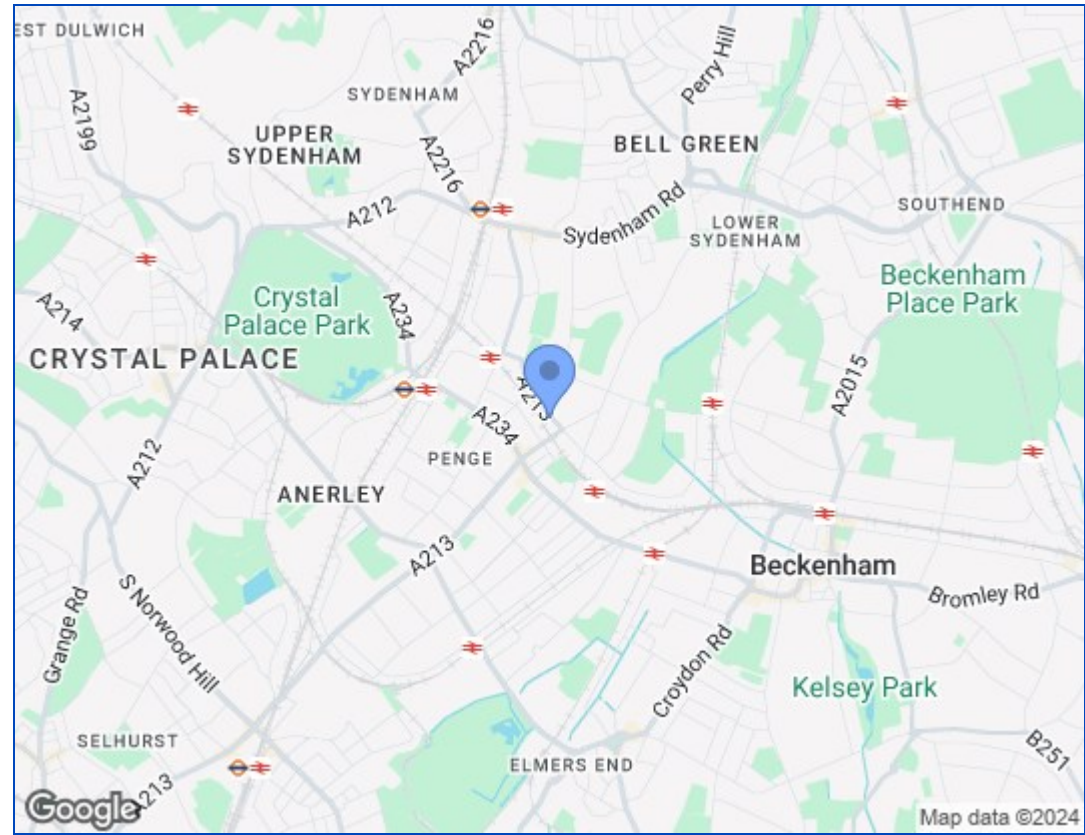 EST DULWICH
A2216
SYDENHAM
Perry Hill
A2199
UPPER
SYDENHAM
A2216
BELL GREEN
A212
Sydenham Rd
SOUTHEND
LOWER
SYDENHAM
A214
Crystal
Palace Park
A234
Beckenham
Place Park
CRYSTAL PALACE
A213
A2015
A234
A212
PENGE
ANERLEY
A213
Beckenham
Grange Rd
S Norwood Hill
Bromley Rd
Croydon Rd
Kelsey Park
SELHURST
ELMERS END
B251
A213
Google
Map data ©2024